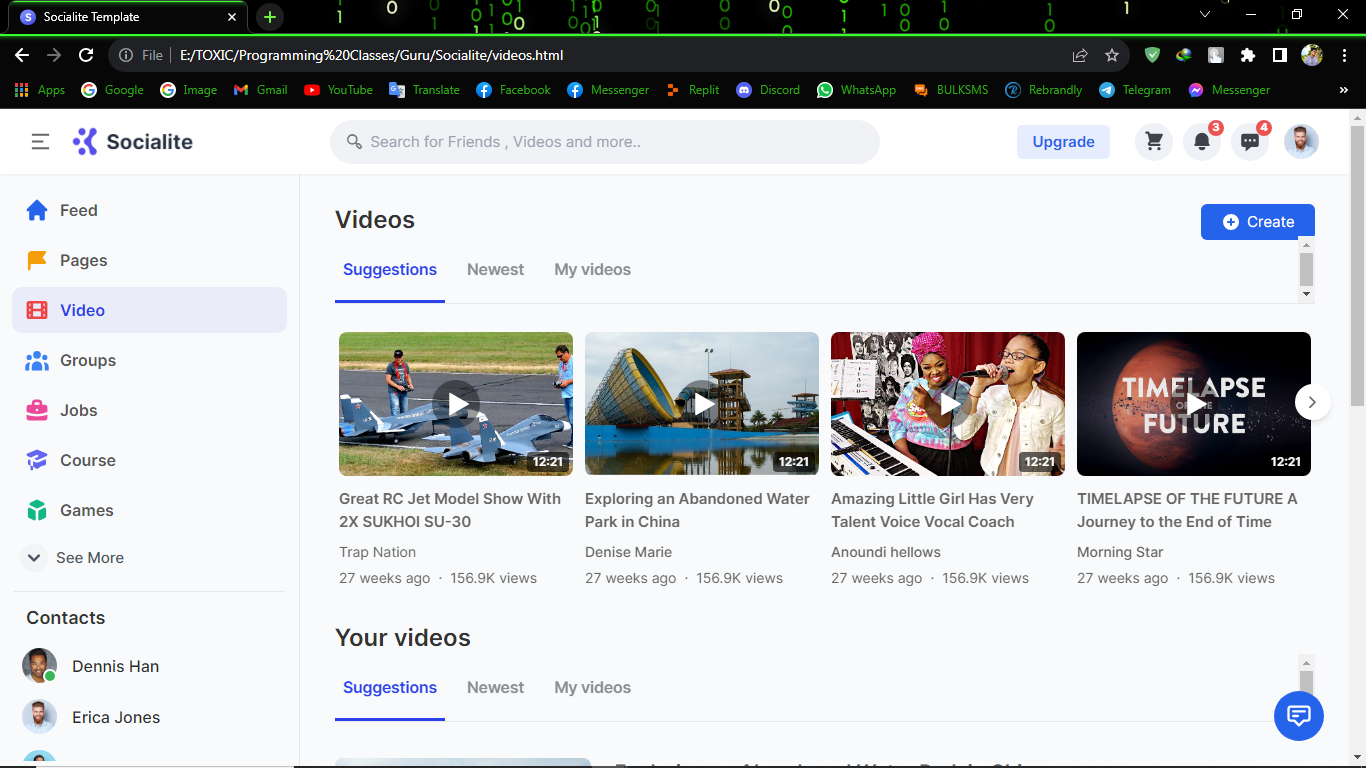 Socialite Template
File
E:/TOXIC/Programming%20Classes/Guru/Socialite/videos.html
Apps
Google
Image
Gmail
YouTube
Translate
Facebook
Messenger
Replit
Discord
WhatsApp
BULKSMS
Rebrandly
Telegram
Messenger
Socialite
Search for Friends , Videos and more..
Upgrade
3
4
Feed
Pages
Video
Groups
Jobs
Course
Games
See More
Contacts
Dennis Han
Erica Jones
Videos
Create
Suggestions
Newest
My videos
12:21
Great RC Jet Model Show With
2X SUKHOI SU-30
Trap Nation
27 weeks ago · 156.9K views
12:21
Exploring an Abandoned Water
Park in China
Denise Marie
27 weeks ago · 156.9K views
12:21
Amazing Little Girl Has Very
Talent Voice Vocal Coach
Anoundi hellows
27 weeks ago · 156.9K views
TIMELAPSE
FUTURE
12:21
TIMELAPSE OF THE FUTURE A
Journey to the End of Time
Morning Star
27 weeks ago · 156.9K views
Your videos
Suggestions
Newest
My videos